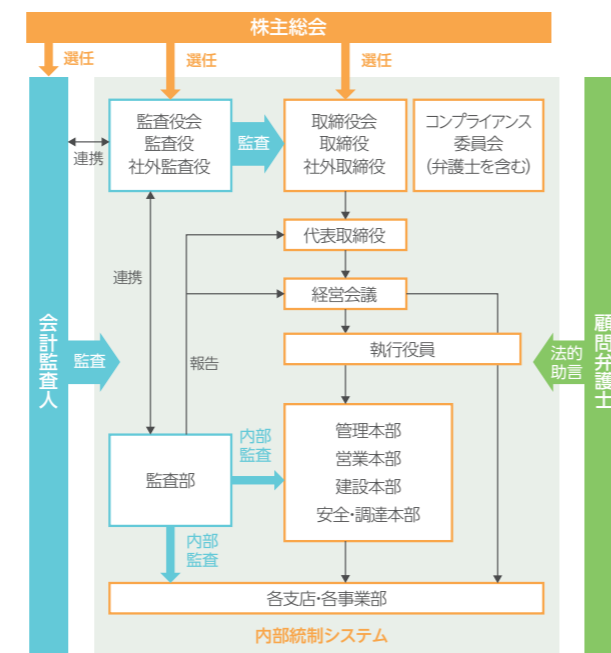 株主総会
選任
選任
選任
監査役会
監査役
社外監査役
監査
取締役会
取締役
社外取締役
コンプライアンス
委員会
(弁護士を含む)
連携
代表取締役
連携
経営会議
会計監査人
監査
報告
執行役員
法的
助言
顧問弁護士
監査部
内部
監査
管理本部
営業本部
建設本部
安全・調達本部
内部
監査
各支店・各事業部
内部統制システム